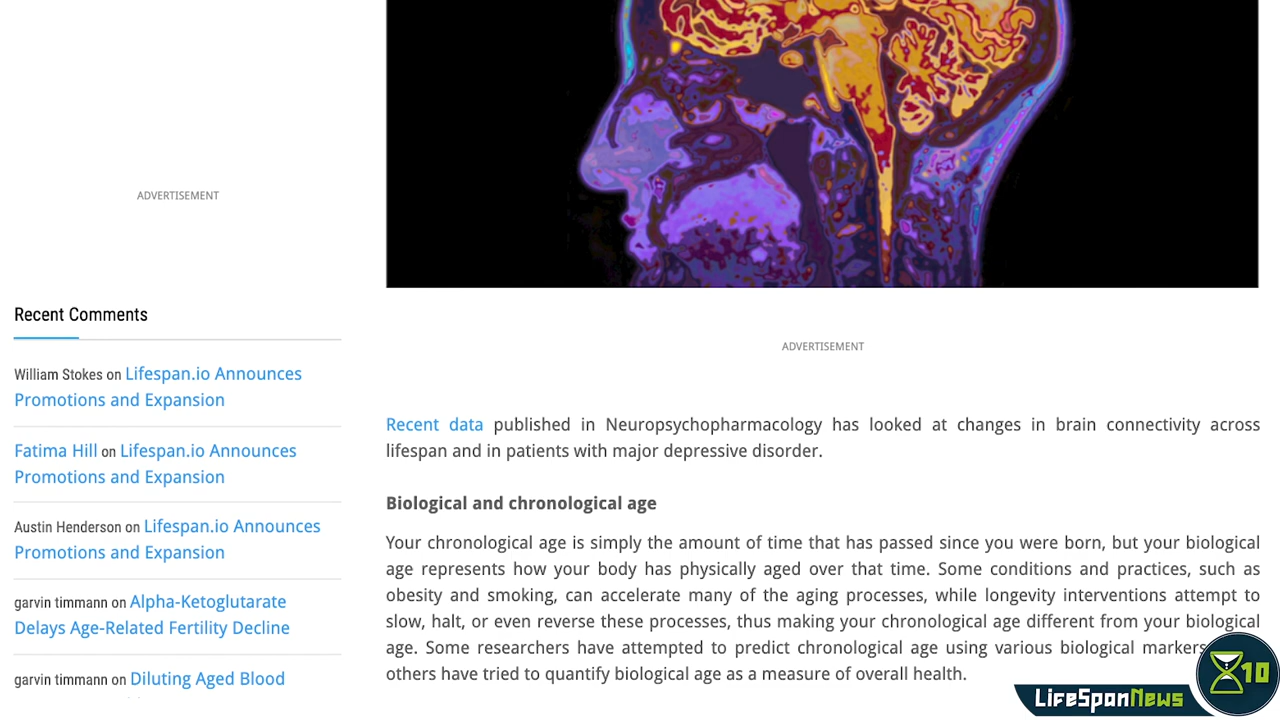 ADVERTISEMENT
Recent Comments
William Stokes on Lifespan.io Announces
Promotions and Expansion
Fatima Hill on Lifespan.io Announces
Promotions and Expansion
Austin Henderson on Lifespan.io Announces
Promotions and Expansion
garvin timmann on Alpha-Ketoglutarate
Delays Age-Related Fertility Decline
garvin timmann on Diluting Aged Blood
ADVERTISEMENT
Recent data published in Neuropsychopharmacology has looked at changes in brain connectivity across
lifespan and in patients with major depressive disorder.
Biological and chronological age
Your chronological age is simply the amount of time that has passed since you were born, but your biological
age represents how your body has physically aged over that time. Some conditions and practices, such as
obesity and smoking, can accelerate many of the aging processes, while longevity interventions attempt to
slow, halt, or even reverse these processes, thus making your chronological age different from your biological
age. Some researchers have attempted to predict chronological age using various biological markers
others have tried to quantify biological age as a measure of overall health.
LifeSpanNews
10